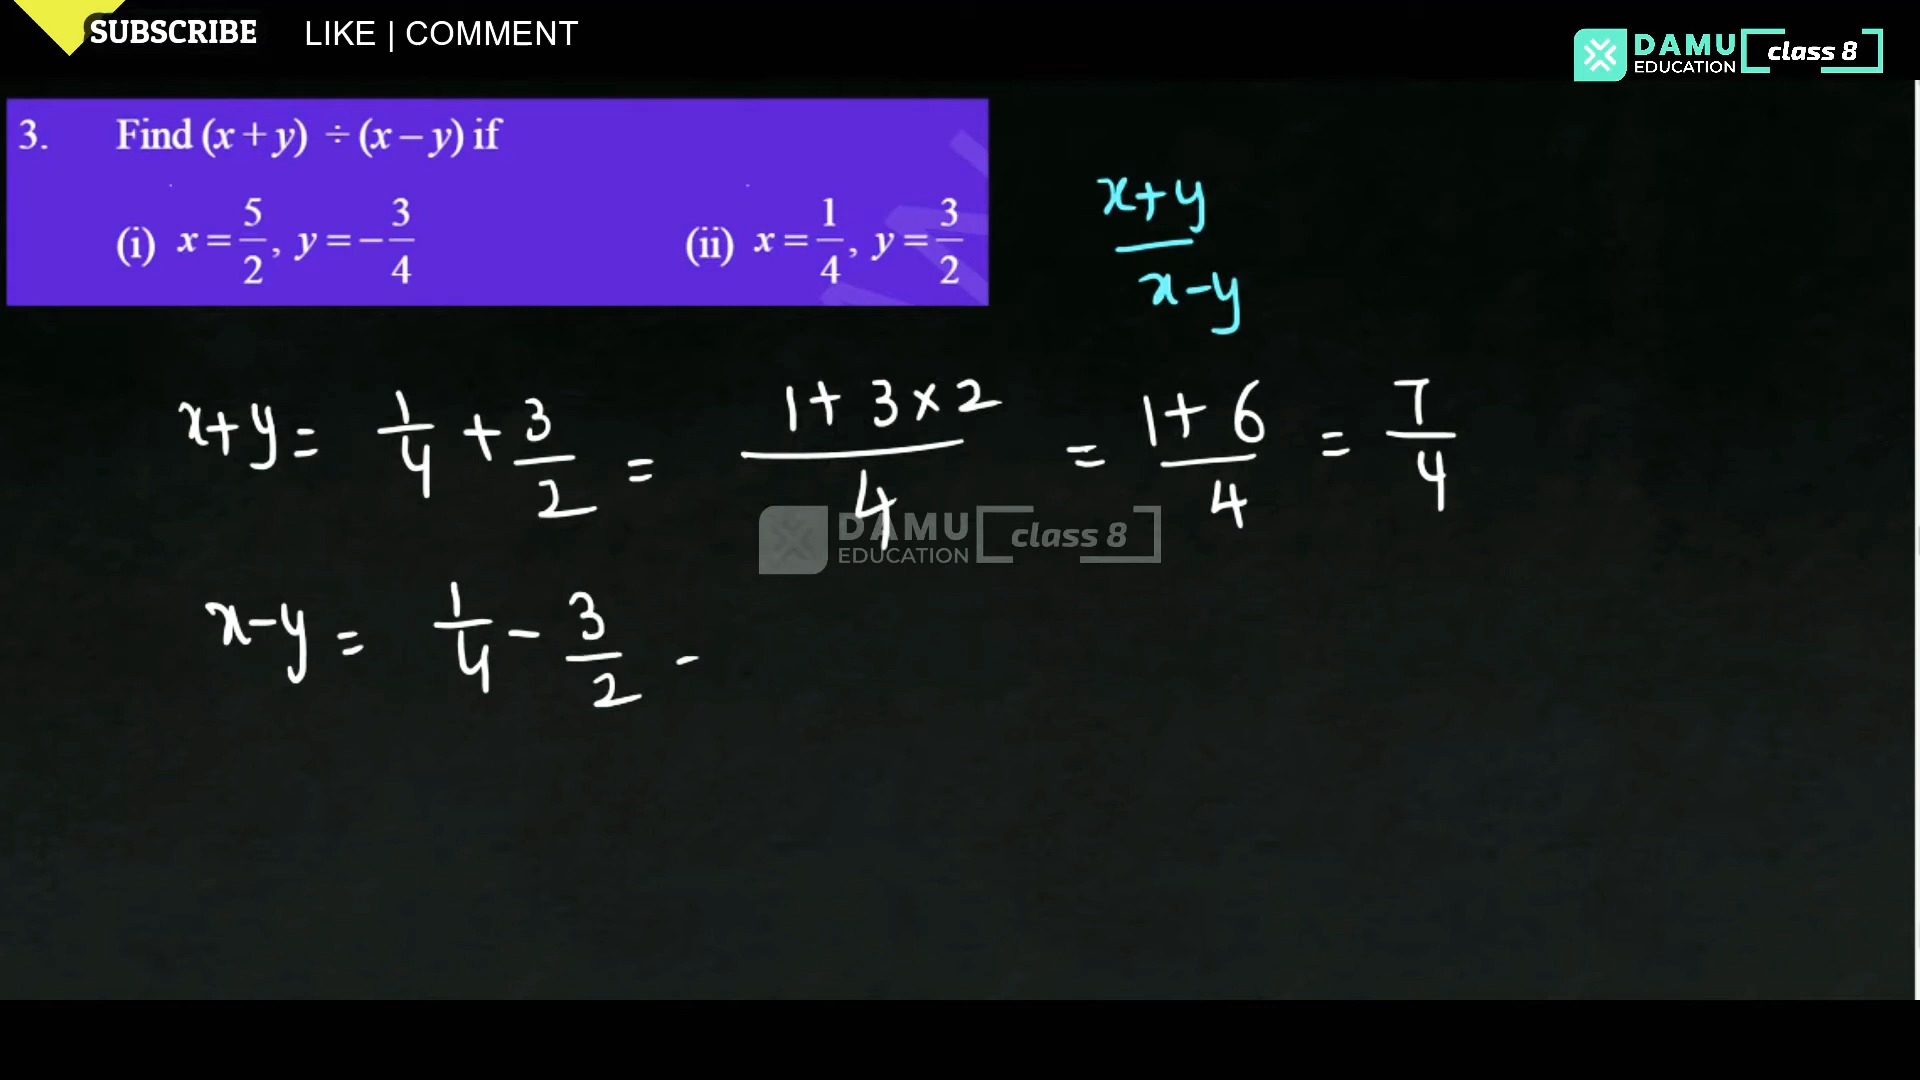 SUBSCRIBE LIKE | COMMENT
DAMU EDUCATION class 8
3. Find (x + y) ÷ (x − y) if
(i) x = 5/2, y = −3/4 (ii) x = 1/4, y = 3/2
x+y / x-y
x+y = 1/4 + 3/2 = 1+3×2 / 4 = 1+6 / 4 = 7/4
DAMU EDUCATION class 8
x-y = 1/4 - 3/2 -